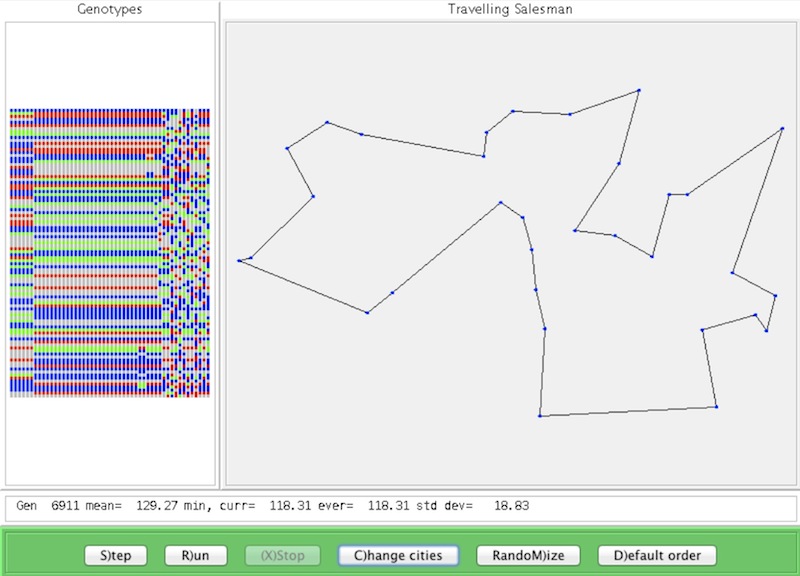 Genotypes
Travelling Salesman
Gen 6911 mean= 129.27 min, curr= 118.31 ever= 118.31 std dev= 18.83
S)tep R)un (X)Stop C)hange cities RandoM)ize D)efault order